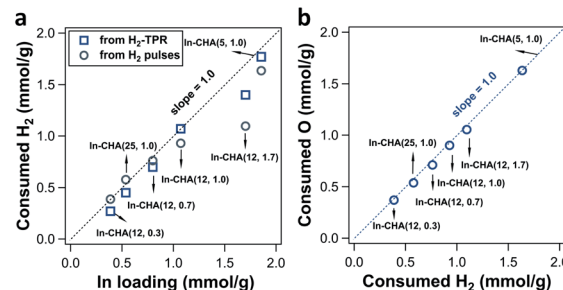 a
from H2-TPR
from H2 pulses
In-CHA(5, 1.0)
slope = 1.0
In-CHA(25, 1.0)
In-CHA(12, 1.7)
In-CHA(12, 1.0)
In-CHA(12, 0.7)
In-CHA(12, 0.3)
Consumed H2 (mmol/g)
2.0
1.5
1.0
0.5
0.0
0.0 0.5 1.0 1.5 2.0
In loading (mmol/g)
b
In-CHA(5, 1.0)
slope = 1.0
In-CHA(25, 1.0)
In-CHA(12, 1.7)
In-CHA(12, 1.0)
In-CHA(12, 0.7)
In-CHA(12, 0.3)
Consumed O (mmol/g)
2.0
1.5
1.0
0.5
0.0
0.0 0.5 1.0 1.5 2.0
Consumed H2 (mmol/g)